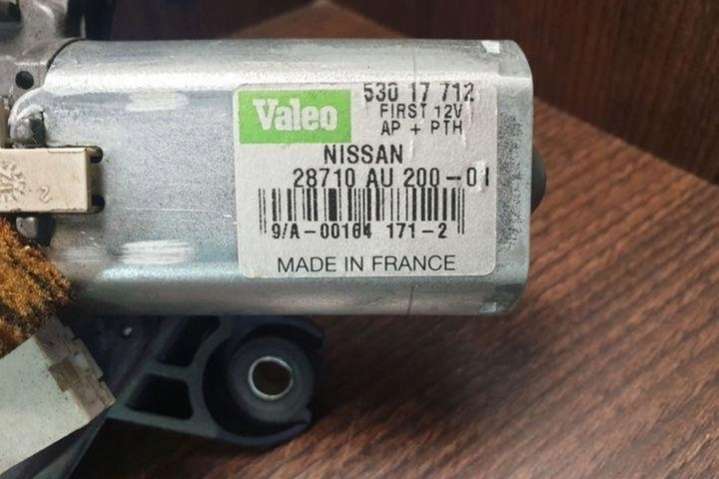 Valeo
530 17 712
FIRST 12V
AP + PTH
NISSAN
28710 AU 200-01
9/A-00164 171-2
MADE IN FRANCE